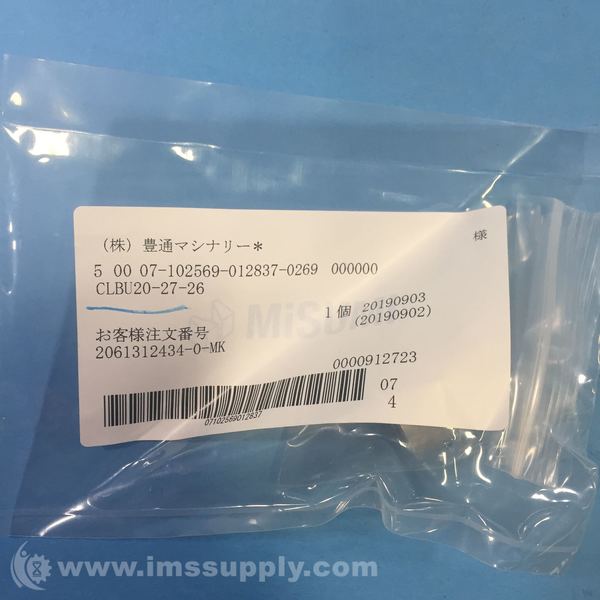 (株) 豊通マシナリー＊
様
5 00 07-102569-012837-0269 000000
CLBU20-27-26
MiSUMi
1個 20190903
(20190902)
お客様注文番号
2061312434-0-MK
0000912723
07
4
07102569012837
www.imssupply.com